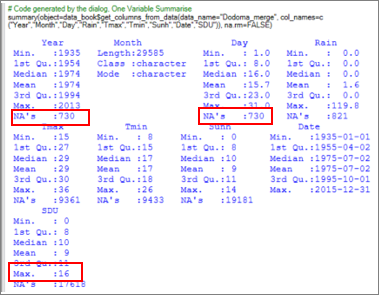 # Code generated by the dialog, One Variable Summarise
summary(object=data_book$get_columns_from_data(data_name="Dodoma_merge", col_names=c
("Year","Month","Day","Rain","Tmax","Tmin","Sunh","Date","SDU")), na.rm=FALSE)
Year Month Day Rain
Min. :1935 Length:29585 Min. : 1.0 Min. : 0.0
1st Qu.:1954 Class :character 1st Qu.: 8.0 1st Qu.: 0.0
Median :1974 Mode :character Median :16.0 Median : 0.0
Mean :1974 Mean :15.7 Mean : 1.6
3rd Qu.:1994 3rd Qu.:23.0 3rd Qu.: 0.0
Max. :2013 Max. :31.0 Max. :119.8
NA's :730 NA's :730 NA's :821
Tmax Tmin Sunh Date
Min. :15 Min. : 8 Min. : 0 Min. :1935-01-01
1st Qu.:27 1st Qu.:15 1st Qu.: 8 1st Qu.:1955-04-02
Median :29 Median :17 Median :10 Median :1975-07-02
Mean :29 Mean :17 Mean : 9 Mean :1975-07-02
3rd Qu.:30 3rd Qu.:18 3rd Qu.:11 3rd Qu.:1995-10-01
Max. :36 Max. :26 Max. :14 Max. :2015-12-31
NA's :9361 NA's :9433 NA's :19181
SDU
Min. : 0
1st Qu.: 8
Median :10
Mean : 9
3rd Qu.:11
Max. :16
NA's :17618